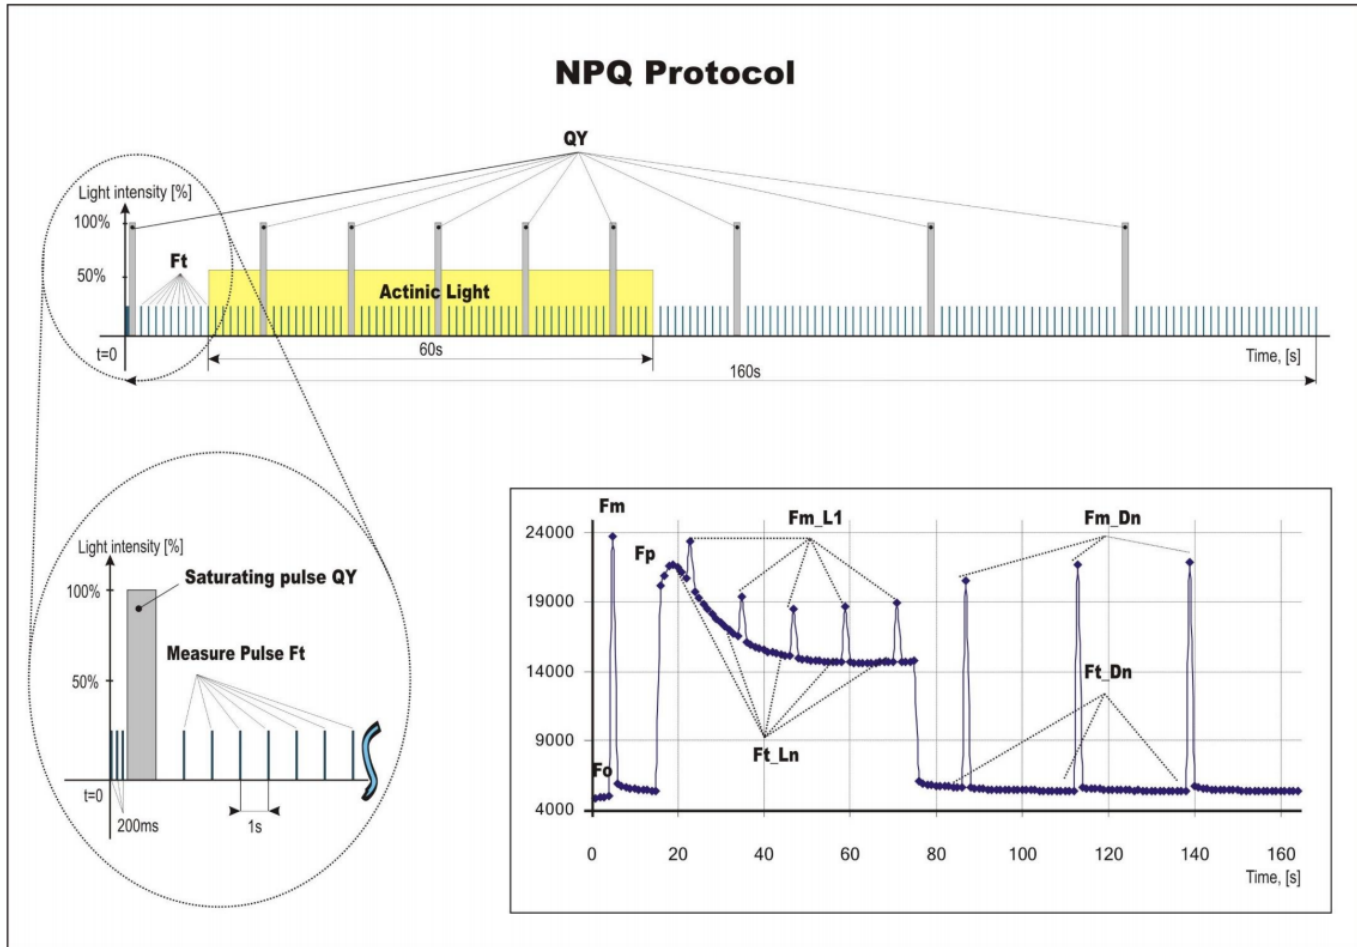 NPQ Protocol
QY
Light intensity [%]
100%
Ft
50%
Actinic Light
t=0
60s
Time, [s]
160s
Light intensity [%]
Saturating pulse QY
100%
Measure Pulse Ft
50%
t=0
200ms
1s
Fm
Fm_L1
Fm_Dn
24000
Fp
19000
14000
Ft_Dn
9000
Ft_Ln
Fo
4000
0 20 40 60 80 100 120 140 160
Time, [s]